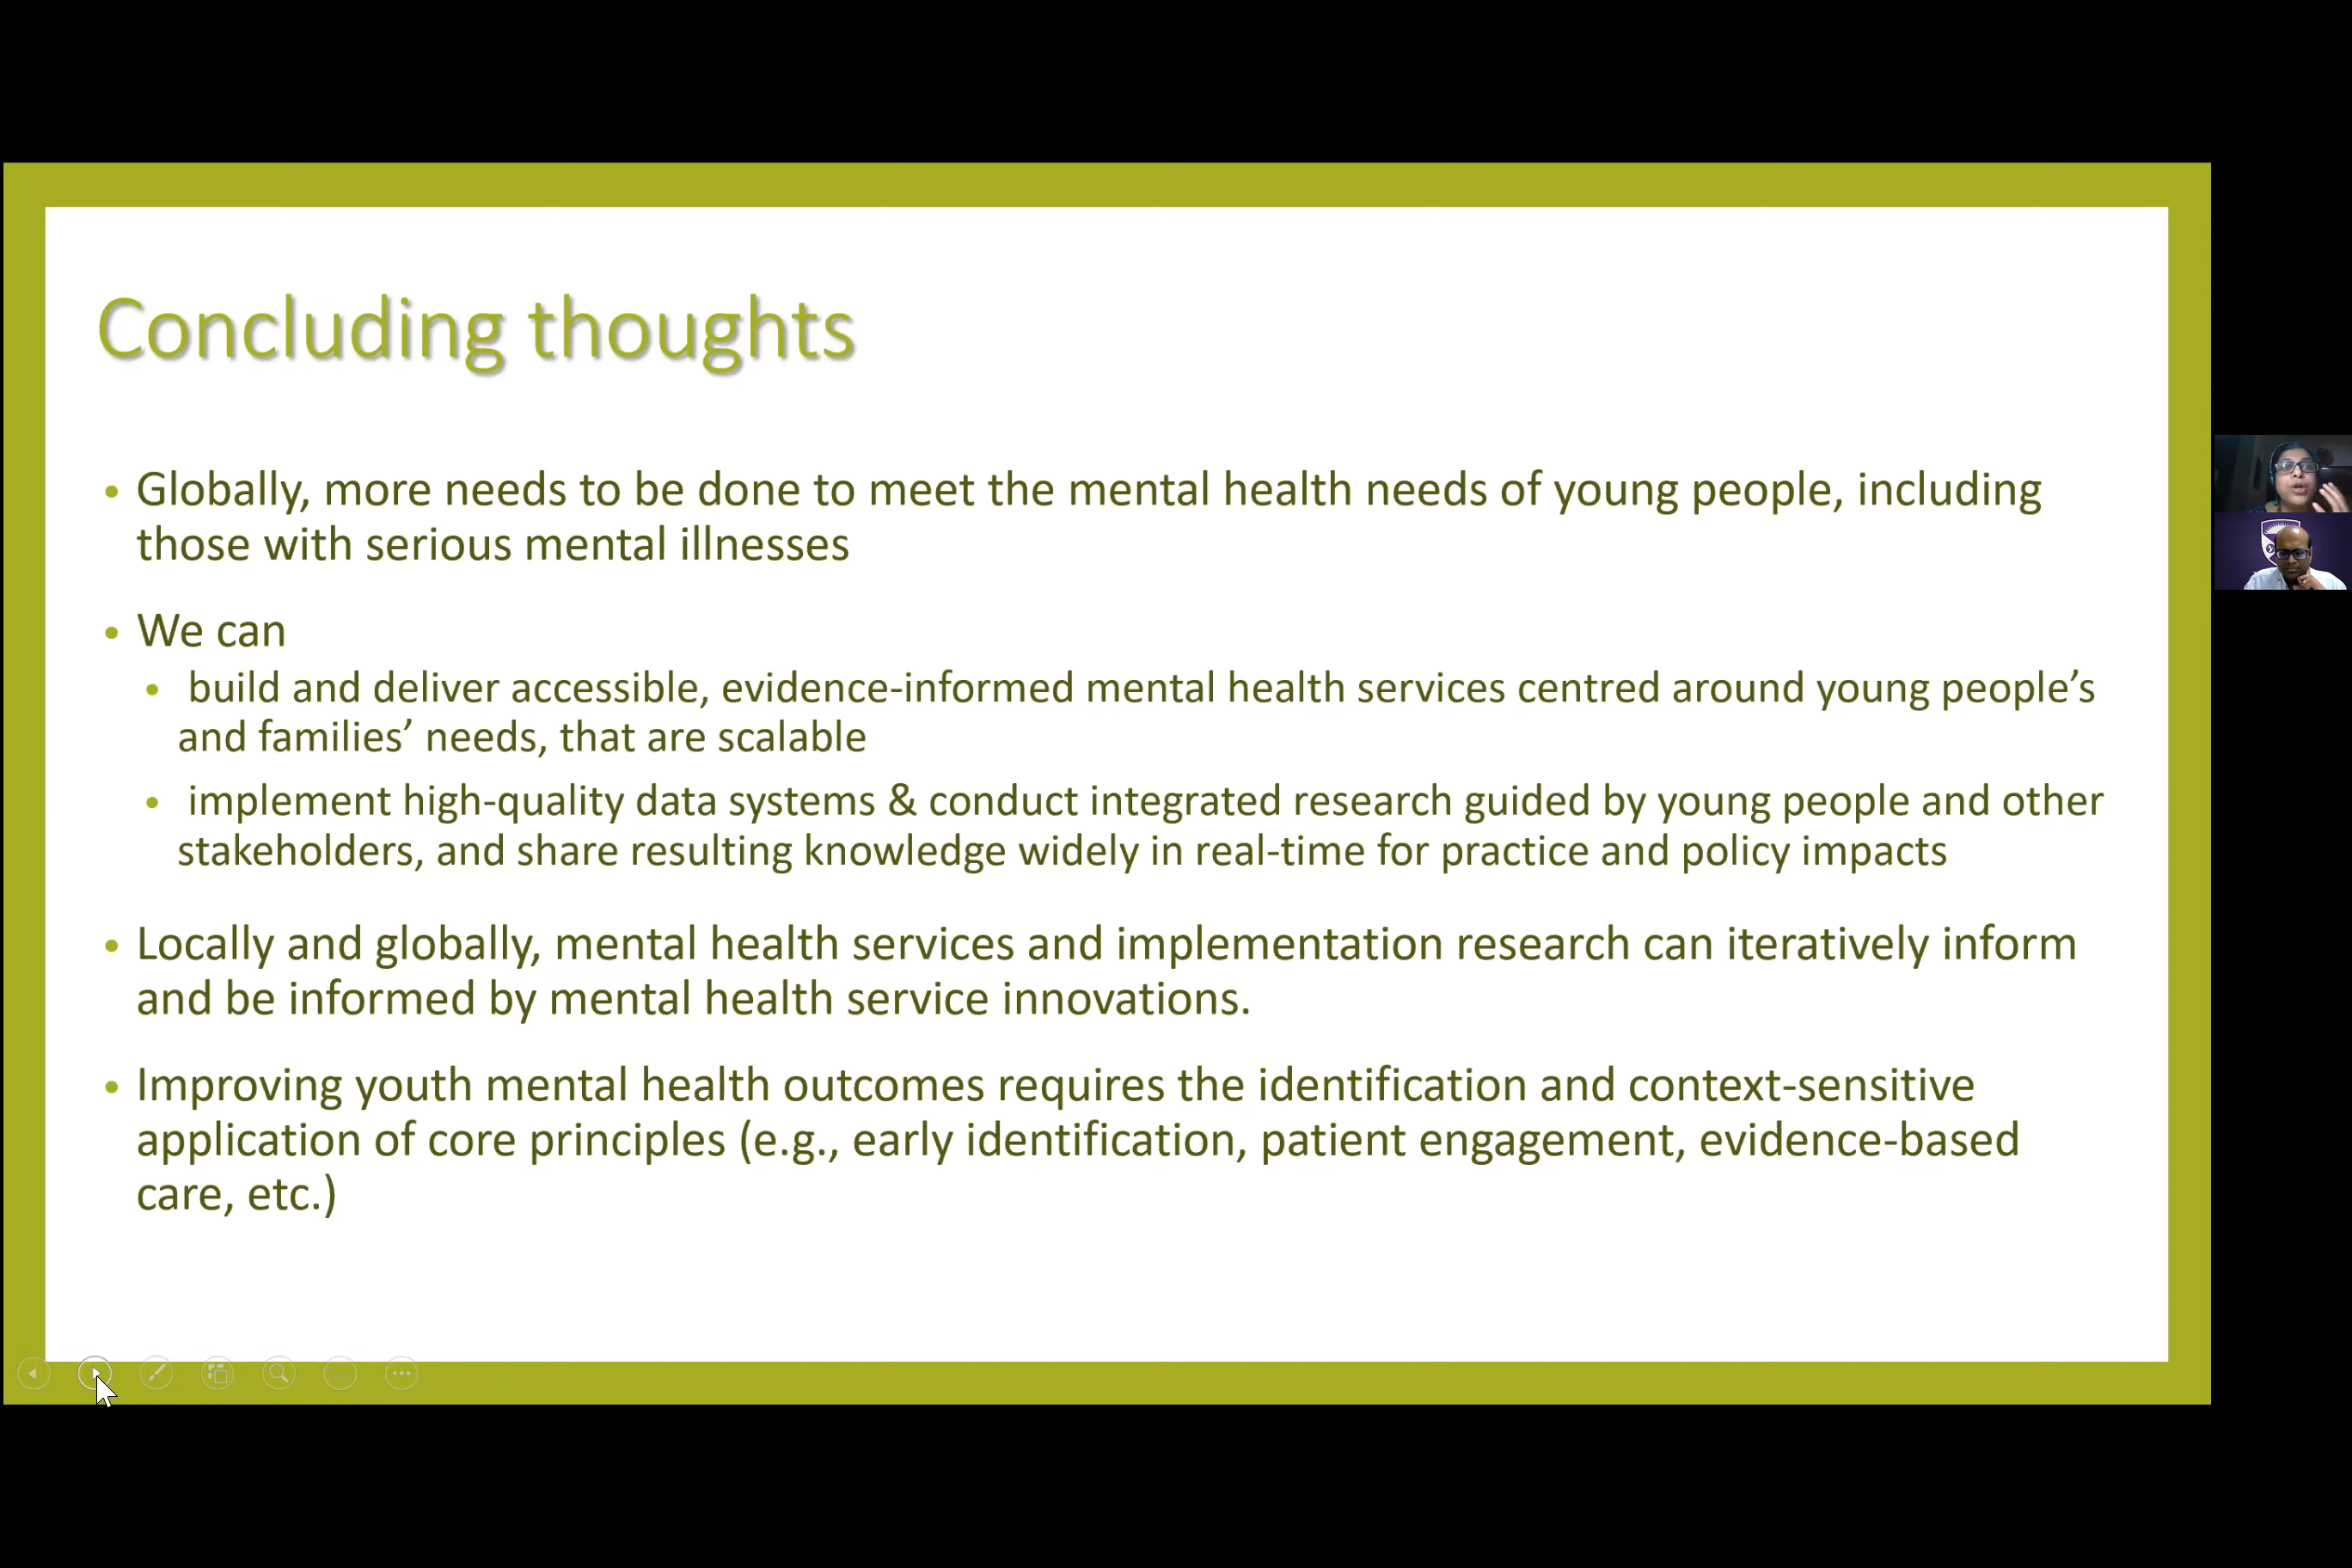 Concluding thoughts
• Globally, more needs to be done to meet the mental health needs of young people, including
those with serious mental illnesses
• We can
• build and deliver accessible, evidence-informed mental health services centred around young people’s
and families’ needs, that are scalable
• implement high-quality data systems & conduct integrated research guided by young people and other
stakeholders, and share resulting knowledge widely in real-time for practice and policy impacts
• Locally and globally, mental health services and implementation research can iteratively inform
and be informed by mental health service innovations.
• Improving youth mental health outcomes requires the identification and context-sensitive
application of core principles (e.g., early identification, patient engagement, evidence-based
care, etc.)